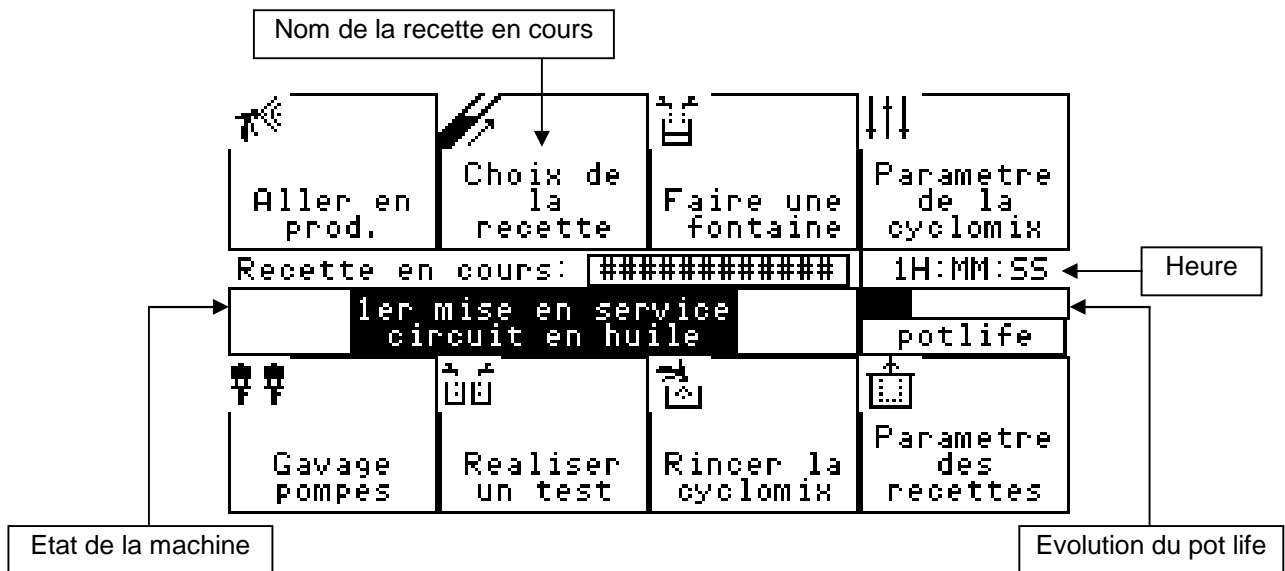 Nom de la recette en cours
Aller en
prod.
Choix de
la
recette
Faire une
fontaine
Parametre
de la
cyclomix
Recette en cours: ############
1H:MM:SS
Heure
1er mise en service
circuit en huile
potlife
Gavage
pompes
Realiser
un test
Rincer la
cyclomix
Parametre
des
recettes
Etat de la machine
Evolution du pot life